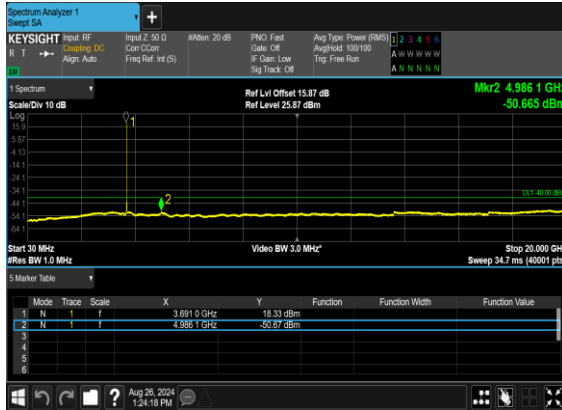 Spectrum Analyzer 1
Swept SA
+
KEYSIGHT Input: RF Input Z: 50 Ω #Atten: 20 dB PNO: Fast Avg Type: Power (RMS) 1 2 3 4 5 6
R T Coupling: DC Corr CCorr Gate: Off Avg|Hold: 100/100 A W W W W W
Align: Auto Freq Ref: Int (S) IF Gain: Low Trig: Free Run
Sig Track: Off A N N N N N
1 Spectrum
Ref Lvl Offset 15.87 dB Mkr2 4.986 1 GHz
Scale/Div 10 dB Ref Level 25.87 dBm -50.665 dBm
Log
15.9
5.87
-4.13
-14.1
-24.1
-34.1
-44.1
-54.1
-64.1
1
2
DL1 -40.00 dBm
Start 30 MHz Video BW 3.0 MHz* Stop 20.000 GH
#Res BW 1.0 MHz Sweep 34.7 ms (40001 pts
5 Marker Table
Mode Trace Scale X Y Function Function Width Function Value
1 N 1 f 3.691 0 GHz 18.33 dBm
2 N 1 f 4.986 1 GHz -50.67 dBm
3
4
5
6
? Aug 26, 2024
1:24:18 PM